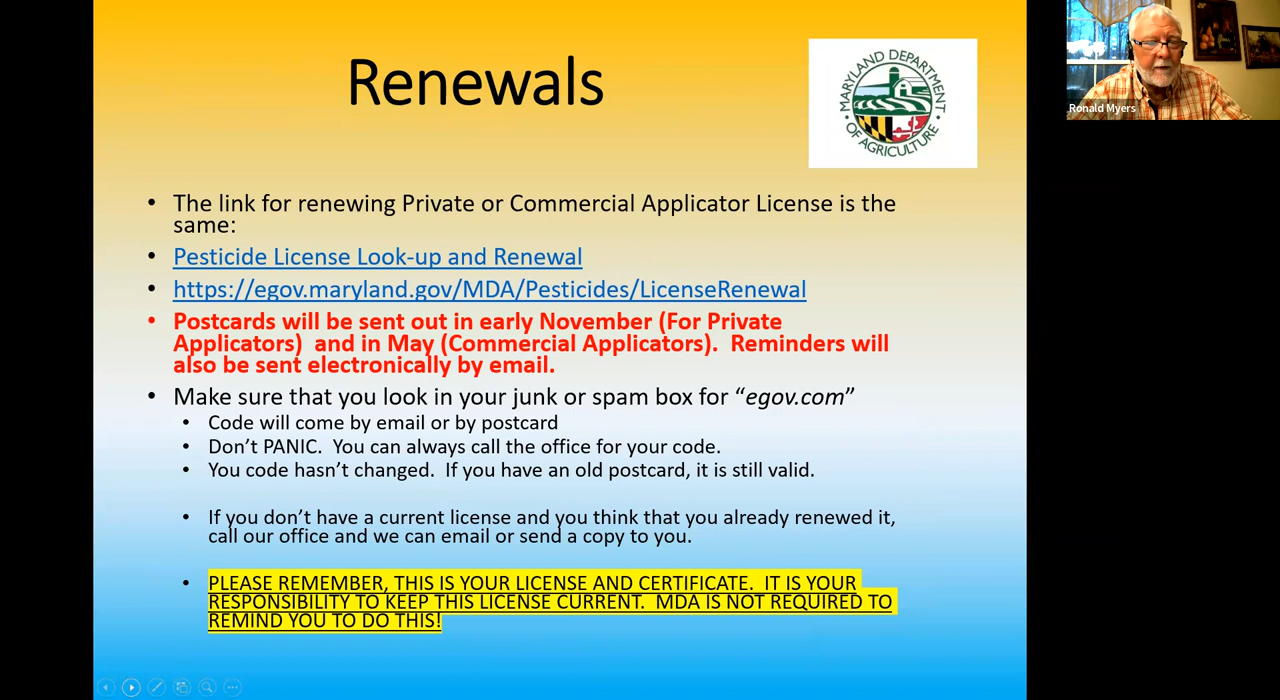 Renewals
MARYLAND DEPARTMENT
• OF AGRICULTURE •
• The link for renewing Private or Commercial Applicator License is the
same:
• Pesticide License Look-up and Renewal
• https://egov.maryland.gov/MDA/Pesticides/LicenseRenewal
• Postcards will be sent out in early November (For Private
Applicators)  and in May (Commercial Applicators).  Reminders will
also be sent electronically by email.
• Make sure that you look in your junk or spam box for “egov.com”
• Code will come by email or by postcard
• Don’t PANIC.  You can always call the office for your code.
• You code hasn’t changed.  If you have an old postcard, it is still valid.
• If you don’t have a current license and you think that you already renewed it,
call our office and we can email or send a copy to you.
• PLEASE REMEMBER, THIS IS YOUR LICENSE AND CERTIFICATE.  IT IS YOUR
RESPONSIBILITY TO KEEP THIS LICENSE CURRENT.  MDA IS NOT REQUIRED TO
REMIND YOU TO DO THIS!
Ronald Myers